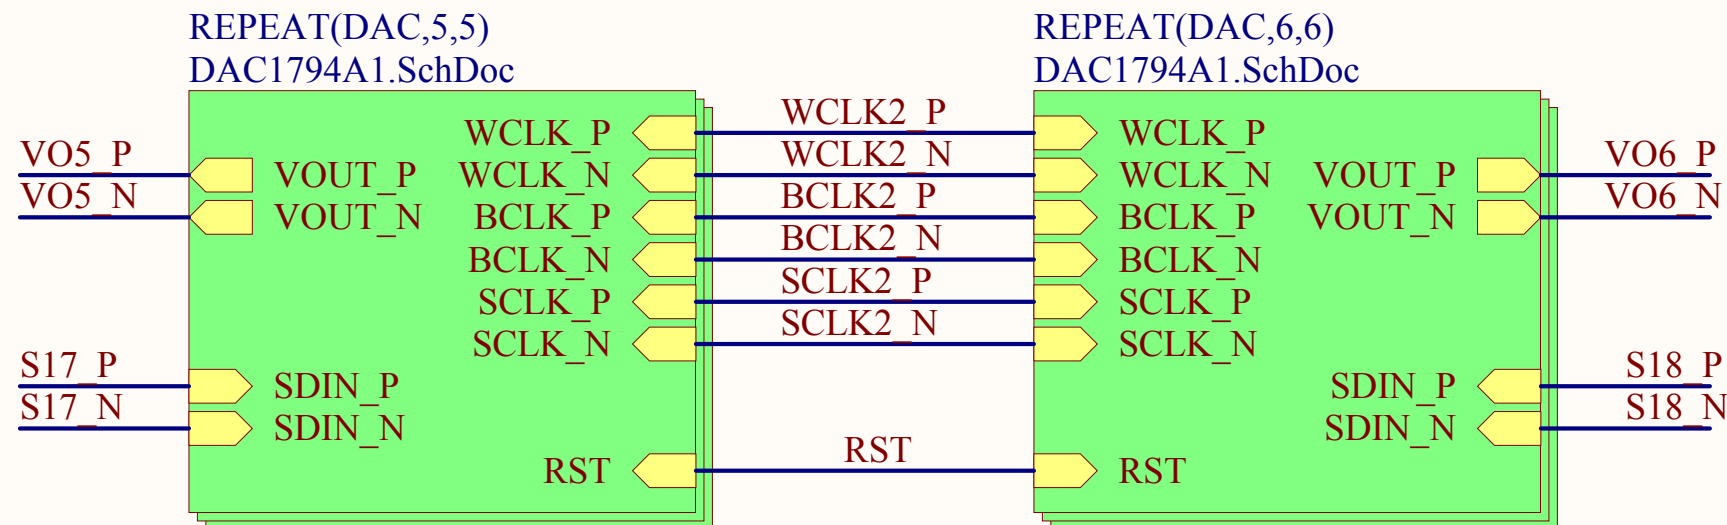 REPEAT(DAC,5,5)
DAC1794A1.SchDoc
VO5_P
VO5_N
VOUT_P
VOUT_N
S17_P
S17_N
SDIN_P
SDIN_N
WCLK_P
WCLK_N
BCLK_P
BCLK_N
SCLK_P
SCLK_N
RST
WCLK2_P
WCLK2_N
BCLK2_P
BCLK2_N
SCLK2_P
SCLK2_N
RST
REPEAT(DAC,6,6)
DAC1794A1.SchDoc
WCLK_P
WCLK_N
BCLK_P
BCLK_N
SCLK_P
SCLK_N
RST
VOUT_P
VOUT_N
SDIN_P
SDIN_N
VO6_P
VO6_N
S18_P
S18_N